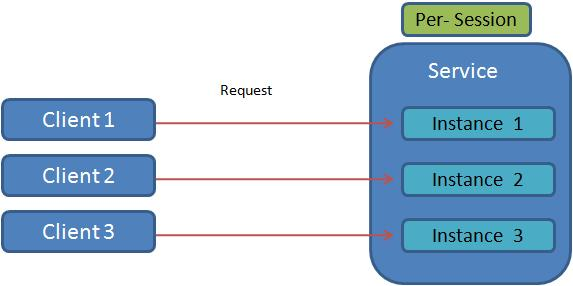 Per- Session
Service
Request
Client 1
Instance 1
Client 2
Instance 2
Client 3
Instance 3